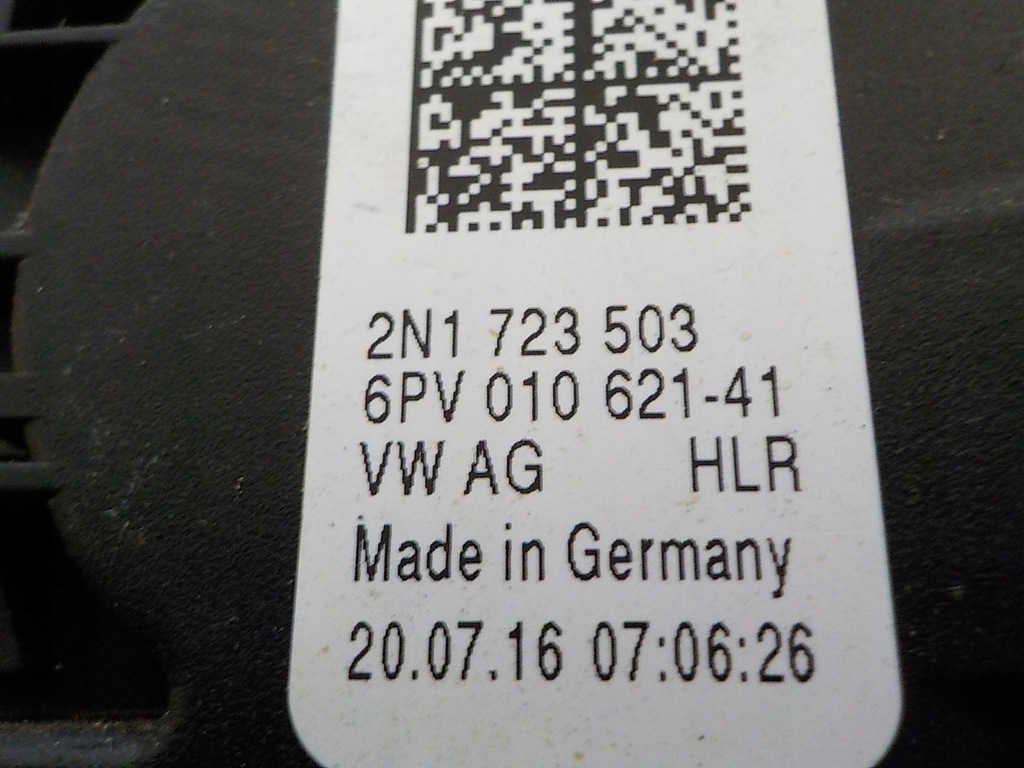 2N1 723 503
6PV 010 621-41
VW AG HLR
Made in Germany
20.07.16 07:06:26